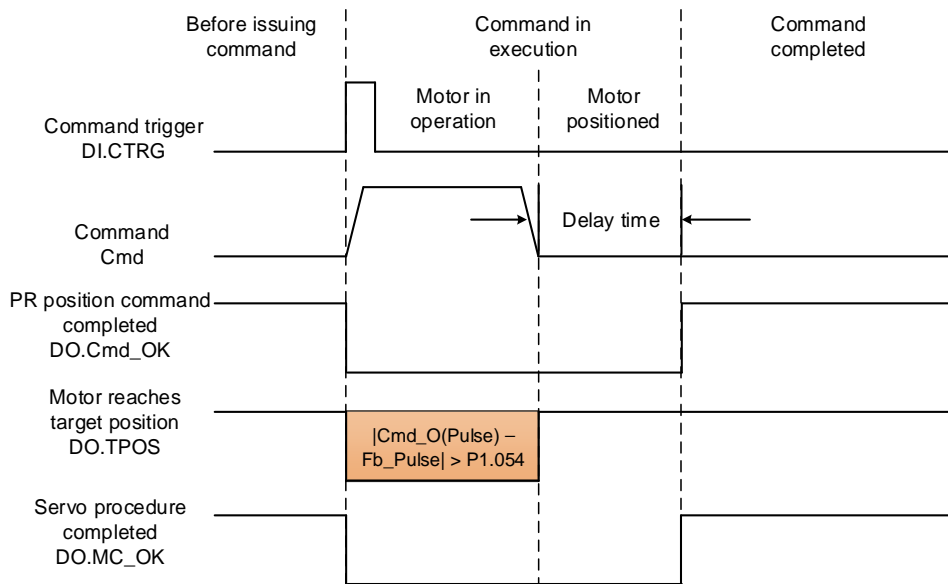 Before issuing
command
Command in
execution
Command
completed
Motor in
operation
Motor
positioned
Command trigger
DI.CTRG
Command
Cmd
Delay time
PR position command
completed
DO.Cmd_OK
Motor reaches
target position
DO.TPOS
|Cmd_O(Pulse) –
Fb_Pulse| > P1.054
Servo procedure
completed
DO.MC_OK